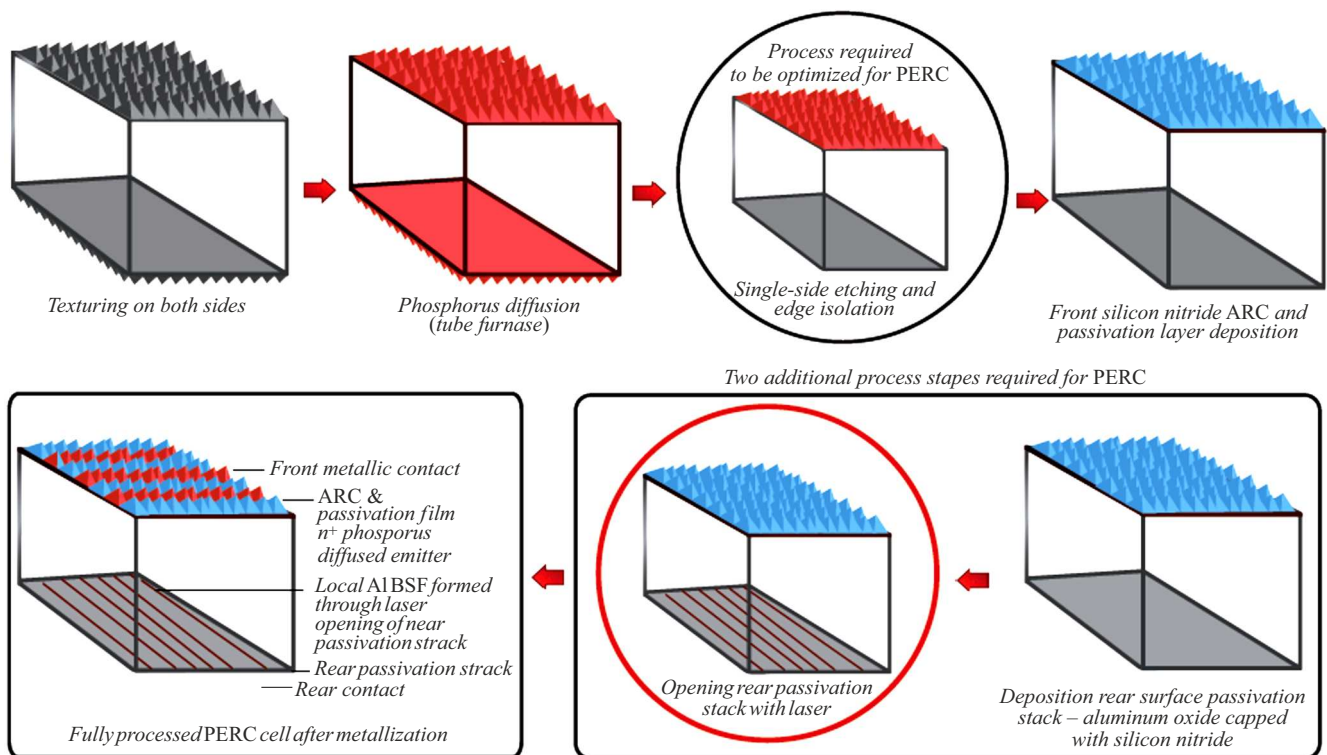 Process required
to be optimized for PERC
Texturing on both sides
Phosphorus diffusion
(tube furnase)
Single-side etching and
edge isolation
Front silicon nitride ARC and
passivation layer deposition
Two additional process stapes required for PERC
Front metallic contact
ARC &
passivation film
n+ phosporus
diffused emitter
Local Al BSF formed
through laser
opening of near
passivation strack
Rear passivation strack
Rear contact
Fully processed PERC cell after metallization
Opening rear passivation
stack with laser
Deposition rear surface passivation
stack – aluminum oxide capped
with silicon nitride